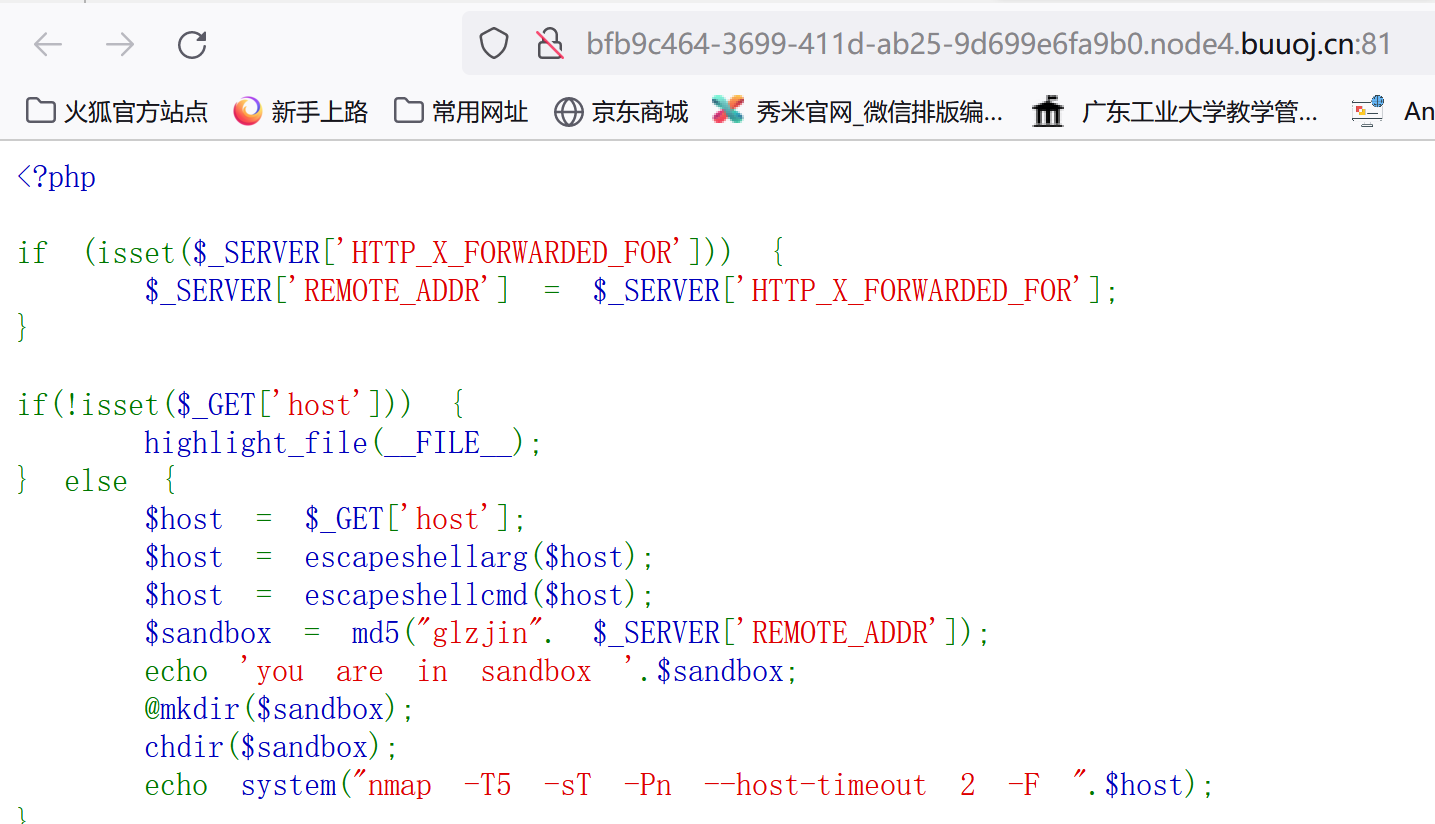 bfb9c464-3699-411d-ab25-9d699e6fa9b0.node4.buuoj.cn:81
火狐官方站点 新手上路 常用网址 京东商城 秀米官网_微信排版编... 广东工业大学教学管... An
<?php
if (isset($_SERVER['HTTP_X_FORWARDED_FOR'])) {
$_SERVER['REMOTE_ADDR'] = $_SERVER['HTTP_X_FORWARDED_FOR'];
}
if(!isset($_GET['host'])) {
highlight_file(__FILE__);
} else {
$host = $_GET['host'];
$host = escapeshellarg($host);
$host = escapeshellcmd($host);
$sandbox = md5("glzjin". $_SERVER['REMOTE_ADDR']);
echo 'you are in sandbox '.$sandbox;
@mkdir($sandbox);
chdir($sandbox);
echo system("nmap -T5 -sT -Pn --host-timeout 2 -F ".$host);
}